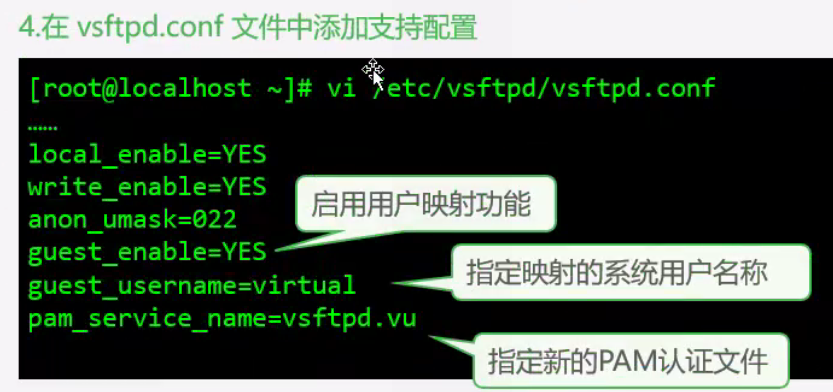 4.在 vsftpd.conf 文件中添加支持配置
[root@localhost ~]# vi /etc/vsftpd/vsftpd.conf
……
local_enable=YES
write_enable=YES
anon_umask=022
启用用户映射功能
guest_enable=YES
guest_username=virtual
指定映射的系统用户名称
pam_service_name=vsftpd.vu
指定新的PAM认证文件